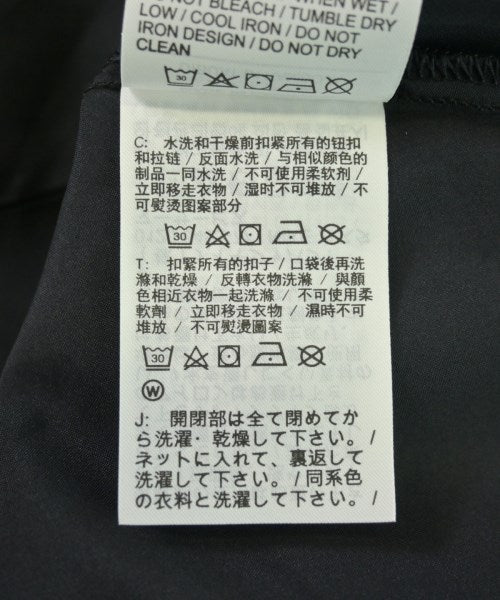 NOT BLEACH / TUMBLE DRY
LOW / COOL IRON / DO NOT
IRON DESIGN / DO NOT DRY
CLEAN
30
C: 水洗和干燥前扣紧所有的钮扣
和拉链 / 反面水洗 / 与相似颜色的
制品一同水洗 / 不可使用柔软剂 /
立即移走衣物 / 湿时不可堆放 / 不
可熨烫图案部分
30
T: 扣紧所有的扣子 / 口袋後再洗
滌和乾燥 / 反轉衣物洗滌 / 與顏
色相近衣物一起洗滌 / 不可使用柔
軟劑 / 立即移走衣物 / 濕時不可
堆放 / 不可熨燙圖案
30
W
J: 開閉部は全て閉めてか
ら洗濯・乾燥して下さい。/
ネットに入れて、裏返して
洗濯して下さい。/同系色
の衣料と洗濯して下さい。